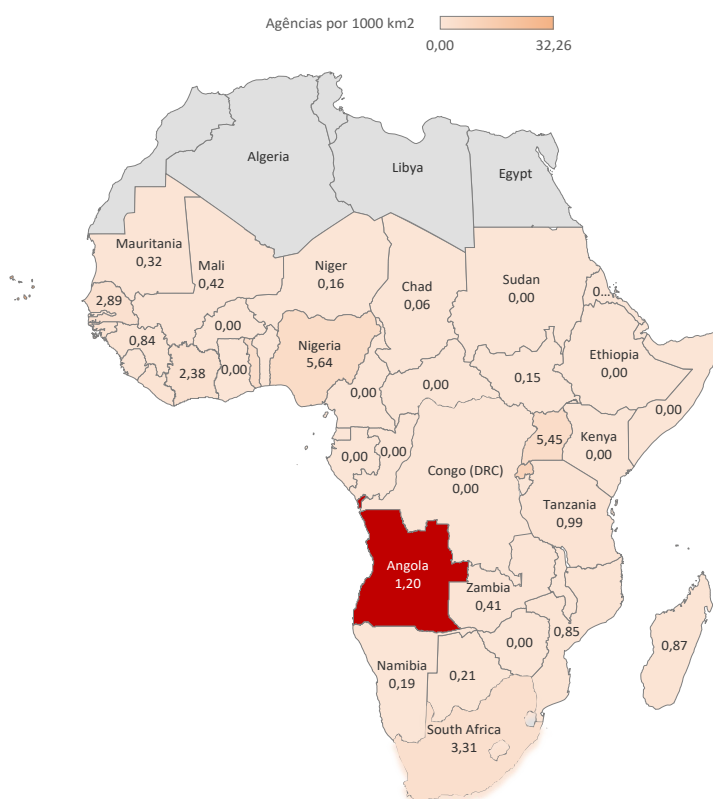 Agências por 1000 km2
0,00 32,26
Algeria
Libya
Egypt
Mauritania
0,32
Mali
0,42
Niger
0,16
Chad
0,06
Sudan
0,00
0...
2,89
0,84
2,38
0,00
0,00
Nigeria
5,64
0,00
0,00
0,15
Ethiopia
0,00
0,00
0,00
0,00
Congo (DRC)
0,00
5,45
Kenya
0,00
Tanzania
0,99
Angola
1,20
Zambia
0,41
0,00
0,85
0,87
Namibia
0,19
0,21
South Africa
3,31